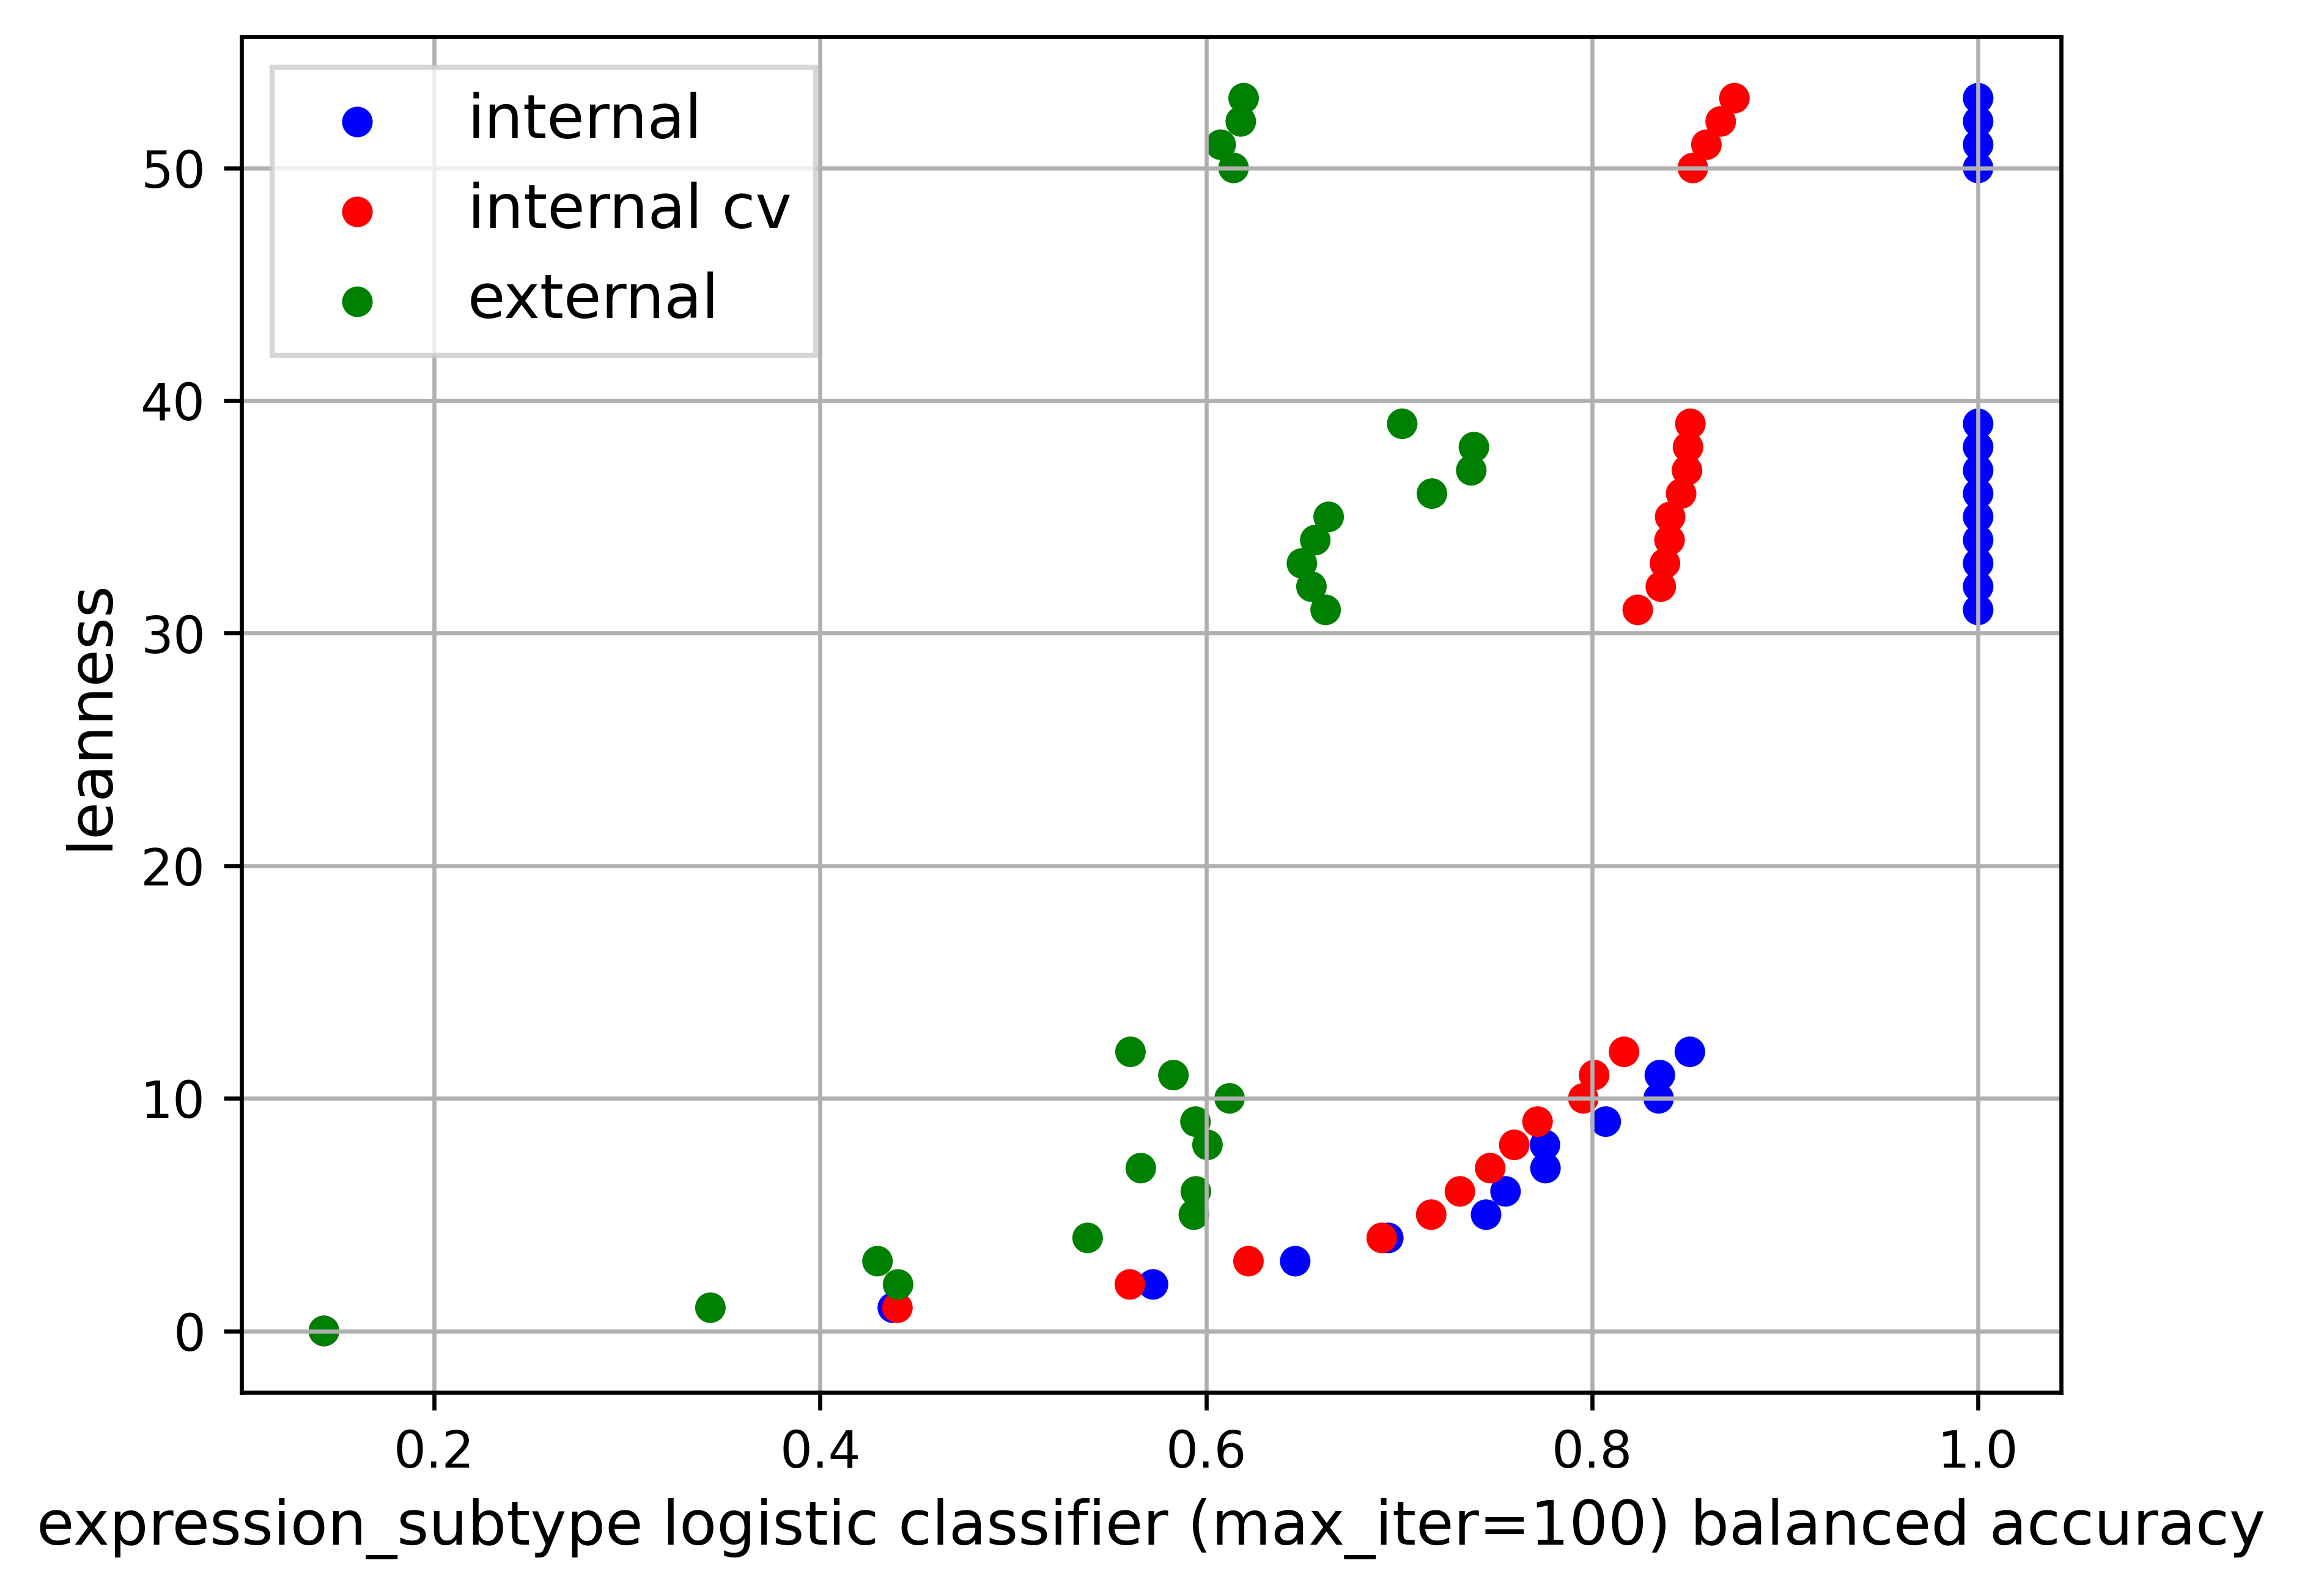 internal
internal cv
external
50
40
30
20
10
0
leanness
0.2 0.4 0.6 0.8 1.0
expression_subtype logistic classifier (max_iter=100) balanced accuracy